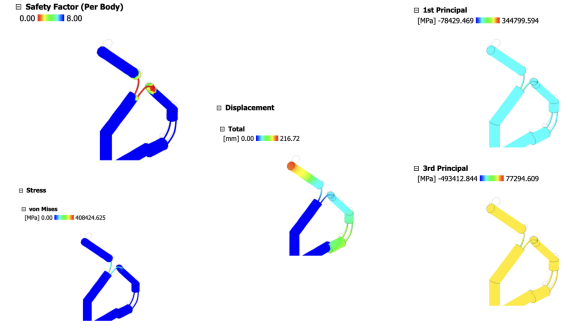 Safety Factor (Per Body)
0.00 8.00
Stress
von Mises
[MPa] 0.00 408424.625
Displacement
Total
[mm] 0.00 216.72
1st Principal
[MPa] -78429.469 344799.594
3rd Principal
[MPa] -493412.844 77294.609